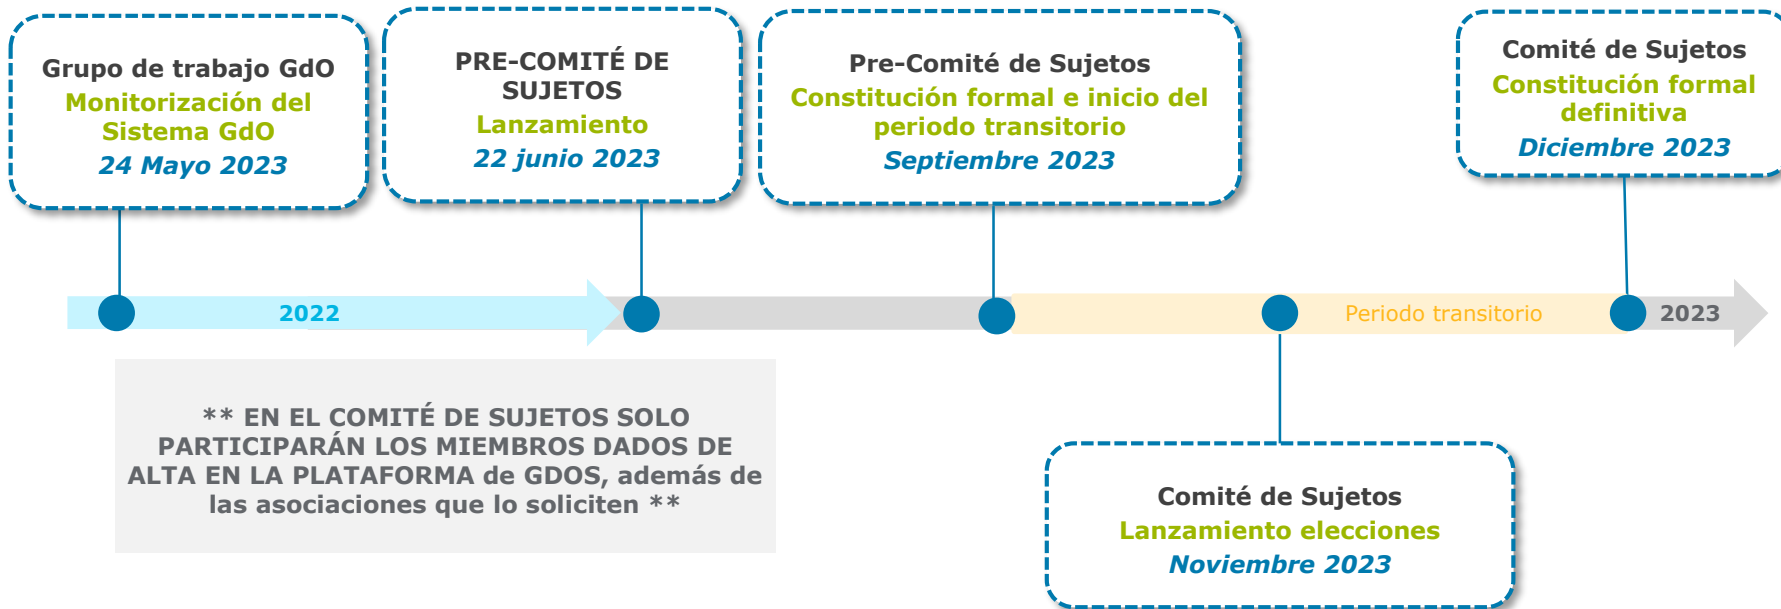 Grupo de trabajo GdO
Monitorización del
Sistema GdO
24 Mayo 2023
PRE-COMITÉ DE
SUJETOS
Lanzamiento
22 junio 2023
Pre-Comité de Sujetos
Constitución formal e inicio del
periodo transitorio
Septiembre 2023
Comité de Sujetos
Constitución formal
definitiva
Diciembre 2023
2022
Periodo transitorio
2023
** EN EL COMITÉ DE SUJETOS SOLO
PARTICIPARÁN LOS MIEMBROS DADOS DE
ALTA EN LA PLATAFORMA de GDOS, además de
las asociaciones que lo soliciten **
Comité de Sujetos
Lanzamiento elecciones
Noviembre 2023